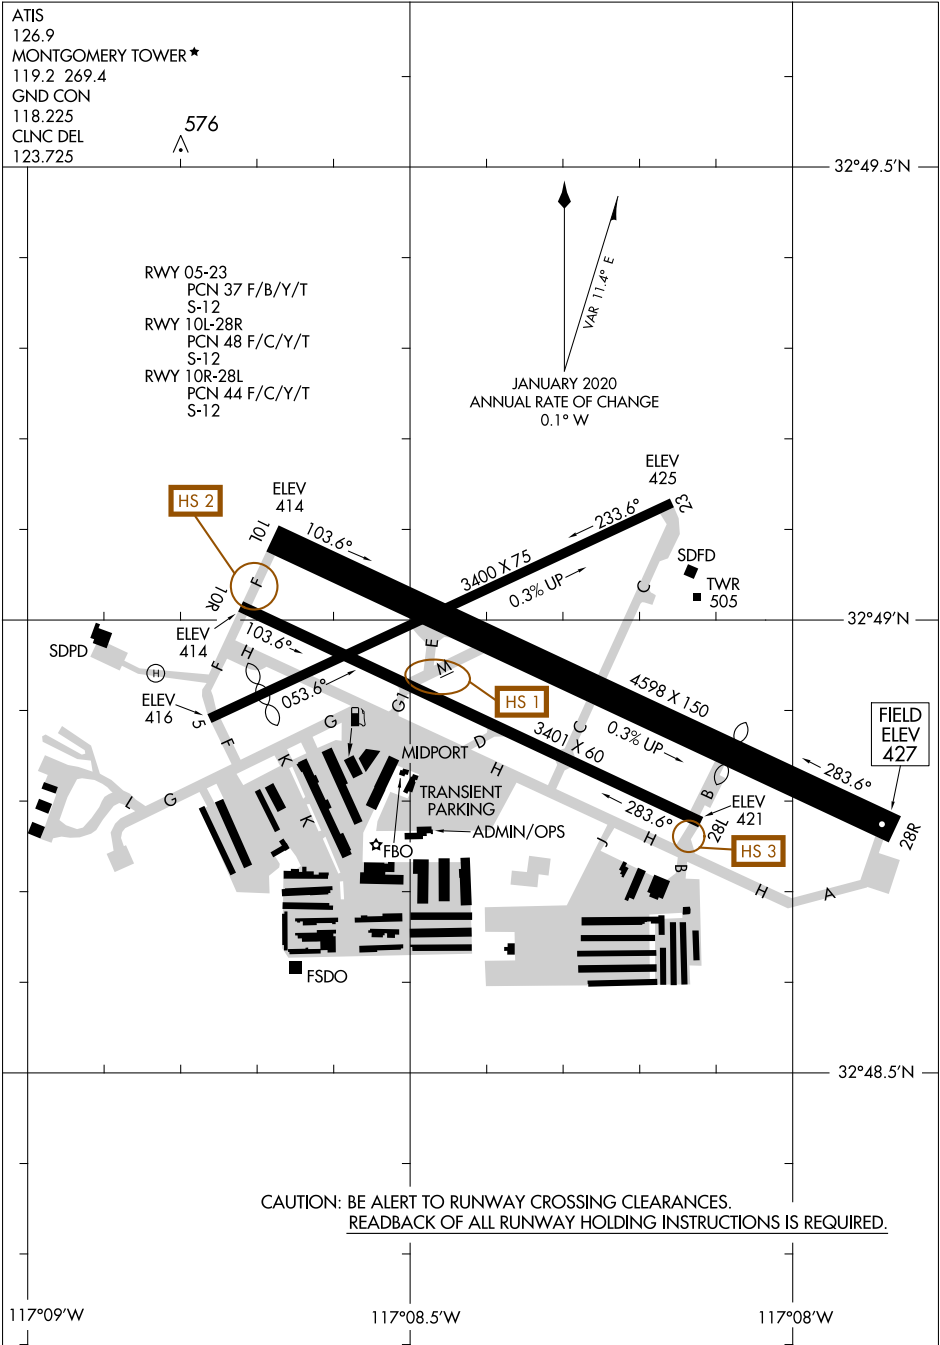 ATIS
126.9
MONTGOMERY TOWER★
119.2 269.4
GND CON
118.225
CLNC DEL
123.725
576
32°49.5'N
RWY 05-23
PCN 37 F/B/Y/T
S-12
RWY 10L-28R
PCN 48 F/C/Y/T
S-12
RWY 10R-28L
PCN 44 F/C/Y/T
S-12
VAR 11.4° E
JANUARY 2020
ANNUAL RATE OF CHANGE
0.1° W
HS 2
ELEV
414
10L
103.6°
ELEV
425
23
233.6°
3400 X 75
0.3% UP
SDFD
TWR
505
C
F
10R
32°49'N
ELEV
414
103.6°
H
SDPD
H
F
ELEV
416
5
053.6°
E
M
HS 1
G1
G
F
4598 X 150
0.3% UP
C
3401 X 60
D
H
FIELD
ELEV
427
283.6°
28R
B
ELEV
421
283.6°
28L
HS 3
MIDPORT
TRANSIENT
PARKING
ADMIN/OPS
FBO
K
K
L
G
J
H
B
H
A
FSDO
32°48.5'N
CAUTION: BE ALERT TO RUNWAY CROSSING CLEARANCES.
READBACK OF ALL RUNWAY HOLDING INSTRUCTIONS IS REQUIRED.
117°09'W
117°08.5'W
117°08'W